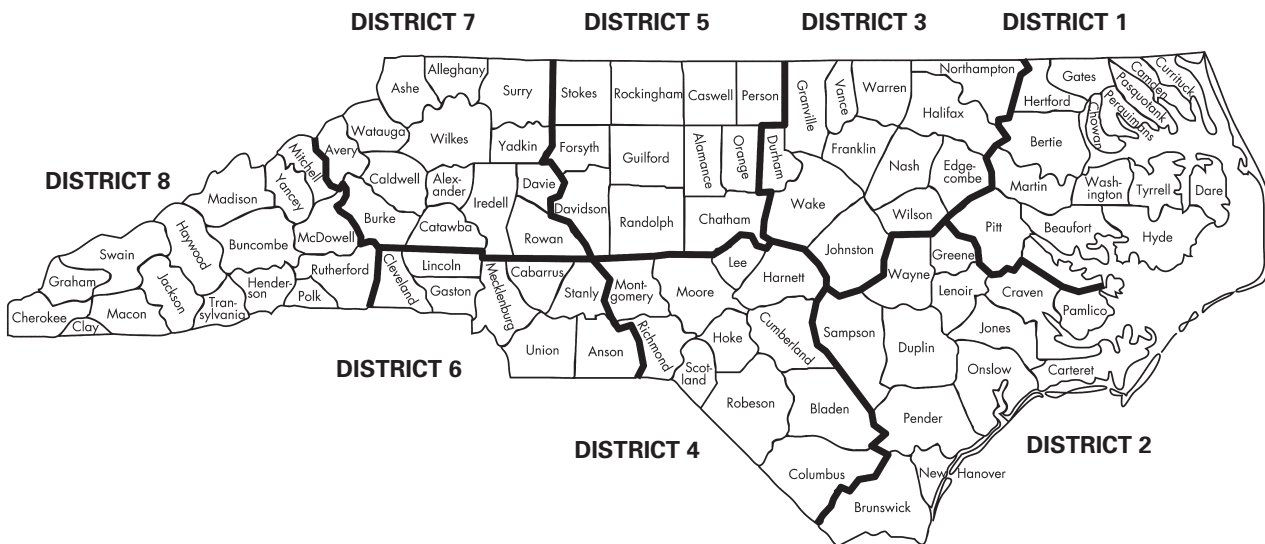 DISTRICT 7
DISTRICT 5
DISTRICT 3
DISTRICT 1
Alleghany
Ashe
Surry
Stokes
Rockingham
Caswell
Person
Granville
Vance
Warren
Northampton
Gates
Camden
Currituck
Pasquotank
Perquimans
Chowan
Hertford
Halifax
Bertie
Watauga
Wilkes
Yadkin
Forsyth
Guilford
Alamance
Orange
Durham
Franklin
Nash
Edge-
combe
Martin
Wash-
ington
Tyrrell
Dare
DISTRICT 8
Mitchell
Avery
Yancey
Madison
Caldwell
Alex-
ander
Iredell
Davie
Davidson
Randolph
Chatham
Wake
Wilson
Pitt
Beaufort
Hyde
Burke
Catawba
Rowan
Johnston
Greene
Swain
Haywood
Buncombe
McDowell
Rutherford
Cleveland
Lincoln
Gaston
Mecklenburg
Cabarrus
Stanly
Mont-
gomery
Moore
Lee
Harnett
Wayne
Lenoir
Craven
Pamlico
Graham
Jackson
Hender-
son
Polk
Tran-
sylvania
Cherokee
Clay
Macon
Union
Anson
Richmond
Hoke
Cumberland
Sampson
Duplin
Jones
Onslow
Carteret
DISTRICT 6
Scot-
land
Robeson
Bladen
Pender
DISTRICT 4
DISTRICT 2
Columbus
New Hanover
Brunswick